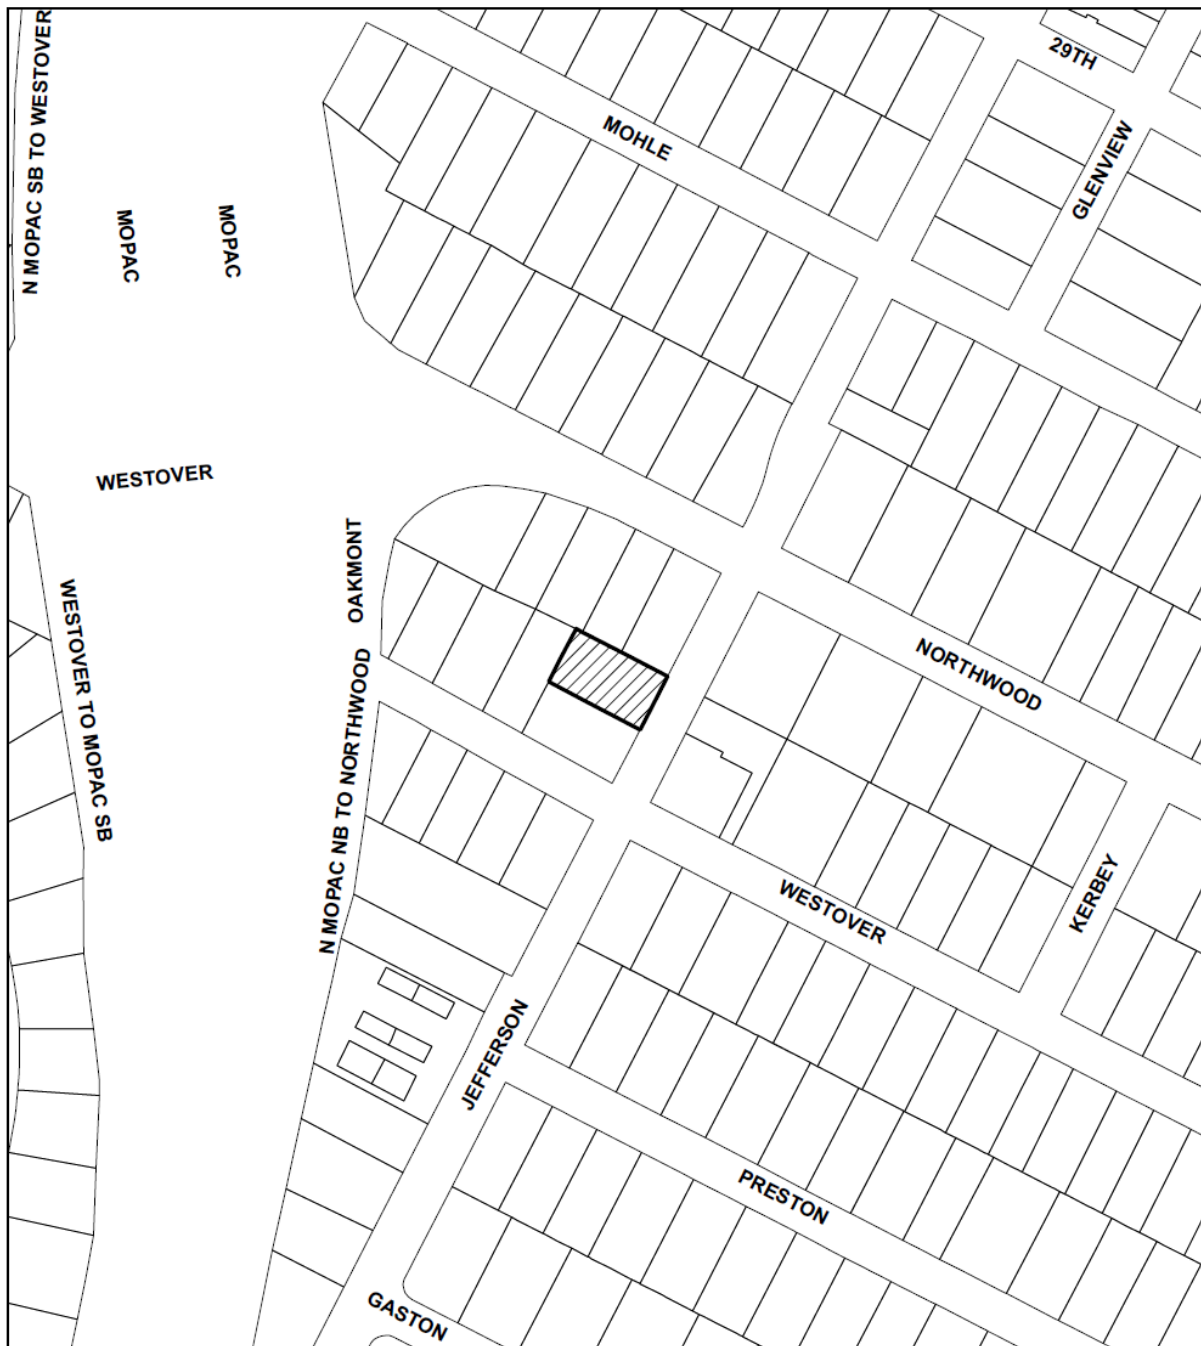 N MOPAC SB TO WESTOVER
29TH
MOHLE
GLENVIEW
MOPAC
MOPAC
WESTOVER
OAKMONT
WESTOVER TO MOPAC SB
N MOPAC NB TO NORTHWOOD
NORTHWOOD
WESTOVER
KERBEY
JEFFERSON
PRESTON
GASTON